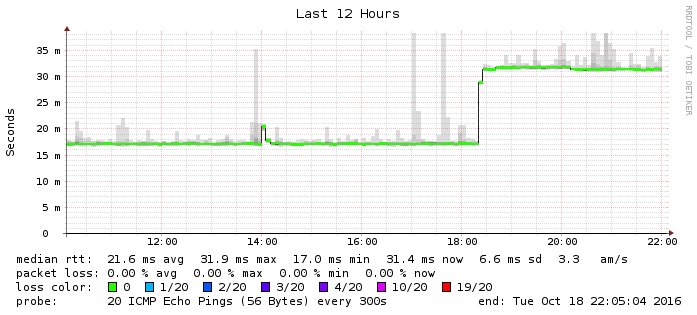 Last 12 Hours
RRDTOOL / TOBI OETIKER
Seconds
35 m
30 m
25 m
20 m
15 m
10 m
5 m
0
12:00 14:00 16:00 18:00 20:00 22:00
median rtt: 21.6 ms avg 31.9 ms max 17.0 ms min 31.4 ms now 6.6 ms sd 3.3 am/s
packet loss: 0.00 % avg 0.00 % max 0.00 % min 0.00 % now
loss color: 0 1/20 2/20 3/20 4/20 10/20 19/20
probe: 20 ICMP Echo Pings (56 Bytes) every 300s end: Tue Oct 18 22:05:04 2016